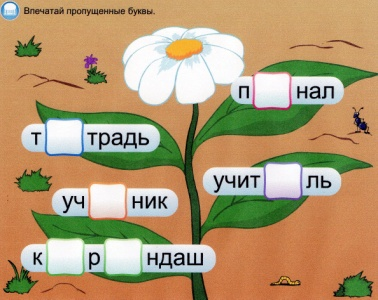 Впечатай пропущенные буквы.
п нал
т традь
учит ль
уч ник
к р ндаш